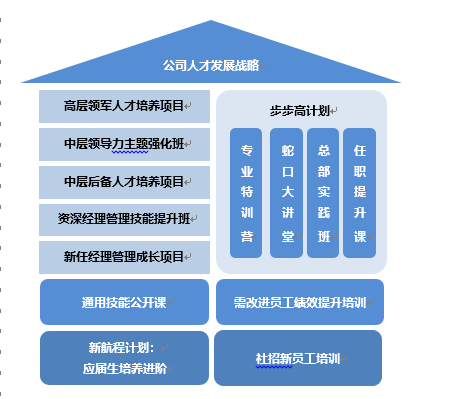 公司人才发展战略
高层领军人才培养项目
中层领导力主题强化班
中层后备人才培养项目
资深经理管理技能提升班
新任经理管理成长项目
步步高计划
专业特训营
蛇口大讲堂
总部实践班
任职提升课
通用技能公开课
需改进员工绩效提升培训
新航程计划：
应届生培养进阶
社招新员工培训